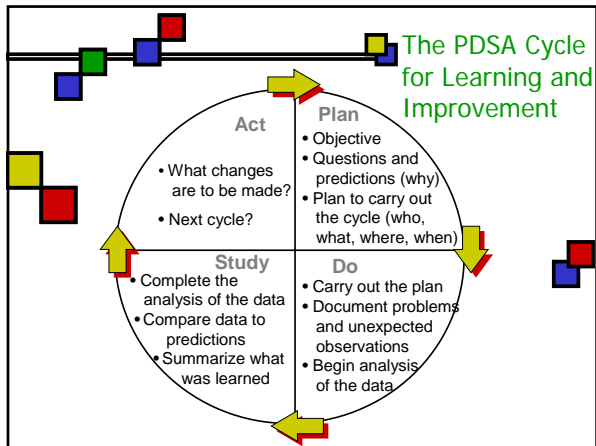 The PDSA Cycle
for Learning and
Improvement
Act
• What changes
are to be made?
• Next cycle?
Plan
• Objective
• Questions and
predictions (why)
• Plan to carry out
the cycle (who,
what, where, when)
Study
• Complete the
analysis of the data
• Compare data to
predictions
• Summarize what
was learned
Do
• Carry out the plan
• Document problems
and unexpected
observations
• Begin analysis
of the data